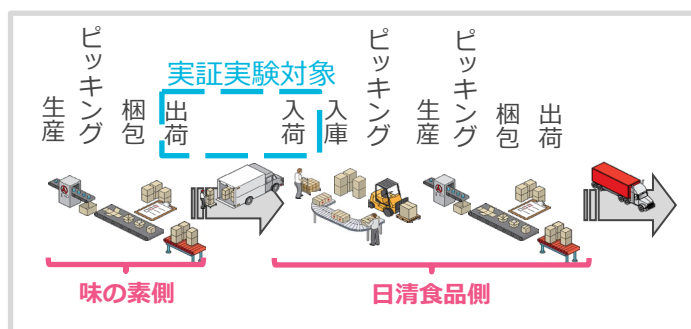 実証実験対象
生産
ピッキング
梱包
出荷
入荷
入庫
ピッキング
生産
ピッキング
梱包
出荷
味の素側
日清食品側